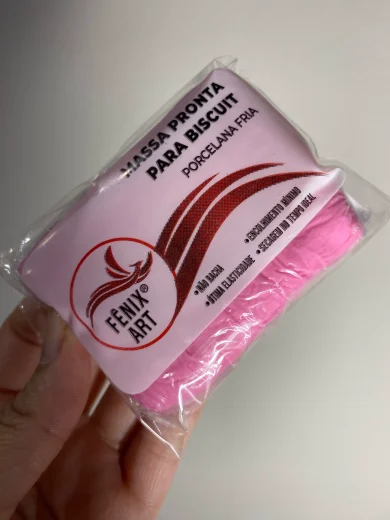 MASSA PRONTA
PARA BISCUIT
PORCELANA FRIA
• NÃO RACHA
• ENCOLHIMENTO MÍNIMO
• ÓTIMA ELASTICIDADE
• SECAGEM NO TEMPO IDEAL
FÊNIX®
ART